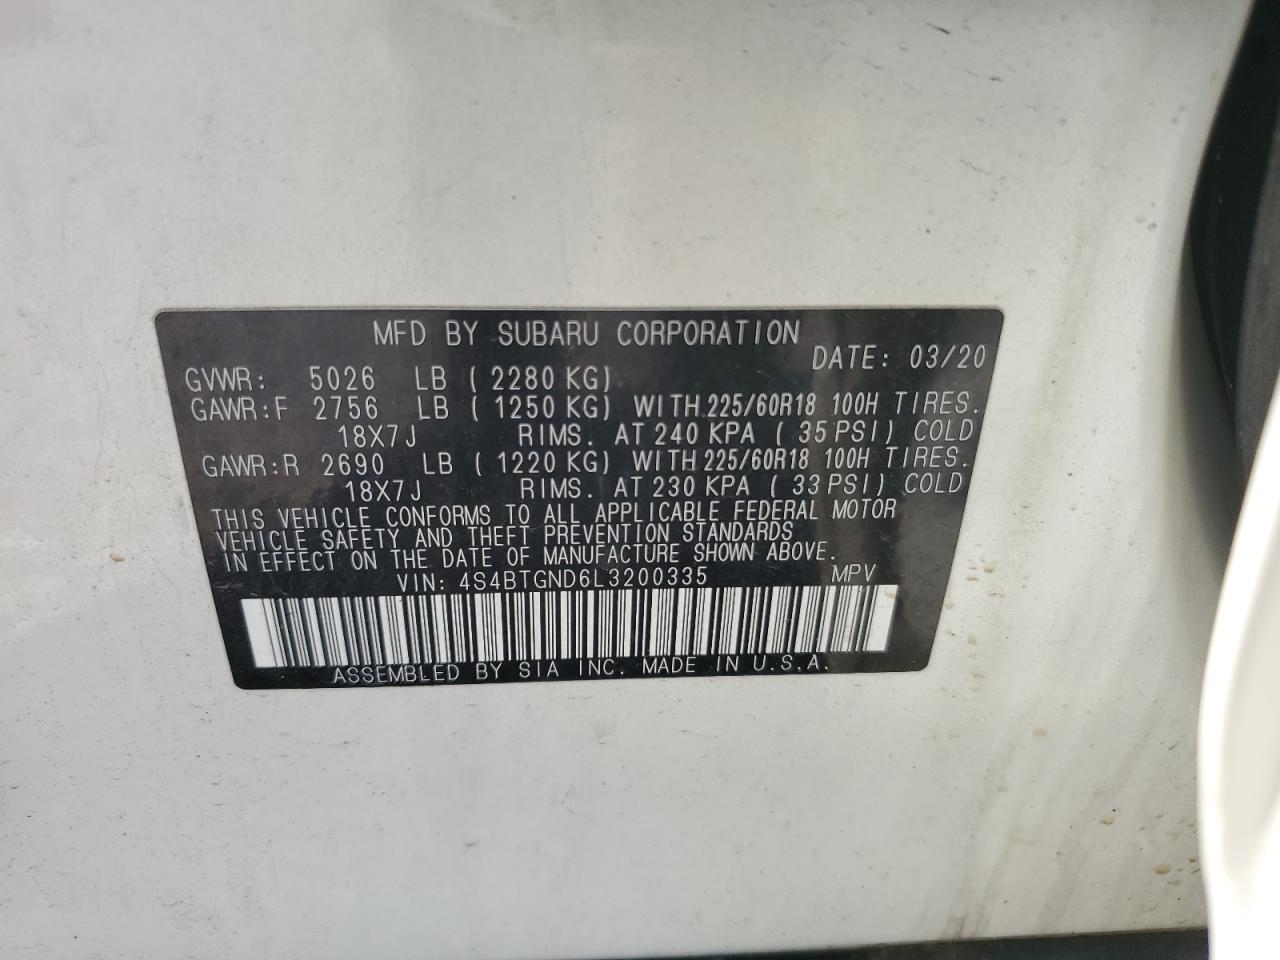 MFD BY SUBARU CORPORATION
DATE: 03/20
GVWR: 5026 LB ( 2280 KG)
GAWR:F 2756 LB ( 1250 KG) WITH 225/60R18 100H TIRES.
18X7J RIMS. AT 240 KPA ( 35 PSI) COLD
GAWR:R 2690 LB ( 1220 KG) WITH 225/60R18 100H TIRES.
18X7J RIMS. AT 230 KPA ( 33 PSI) COLD
THIS VEHICLE CONFORMS TO ALL APPLICABLE FEDERAL MOTOR
VEHICLE SAFETY AND THEFT PREVENTION STANDARDS
IN EFFECT ON THE DATE OF MANUFACTURE SHOWN ABOVE.
VIN: 4S4BTGND6L3200335 MPV
ASSEMBLED BY SIA INC. MADE IN U.S.A.